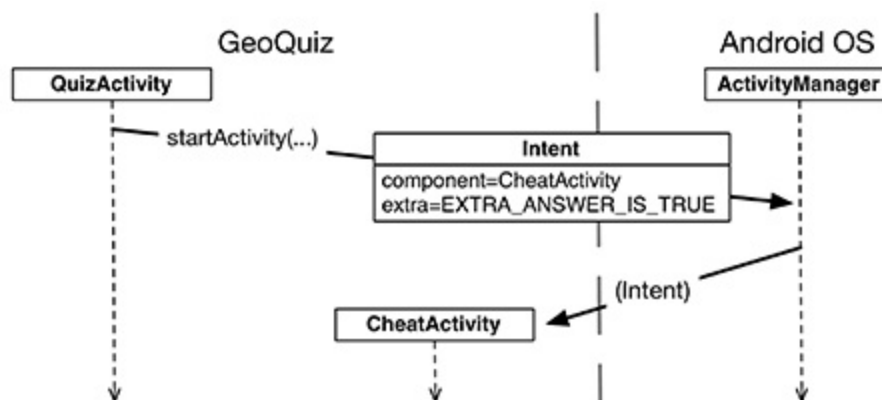 GeoQuiz
Android OS
QuizActivity
ActivityManager
startActivity(...)
Intent
component=CheatActivity
extra=EXTRA_ANSWER_IS_TRUE
(Intent)
CheatActivity